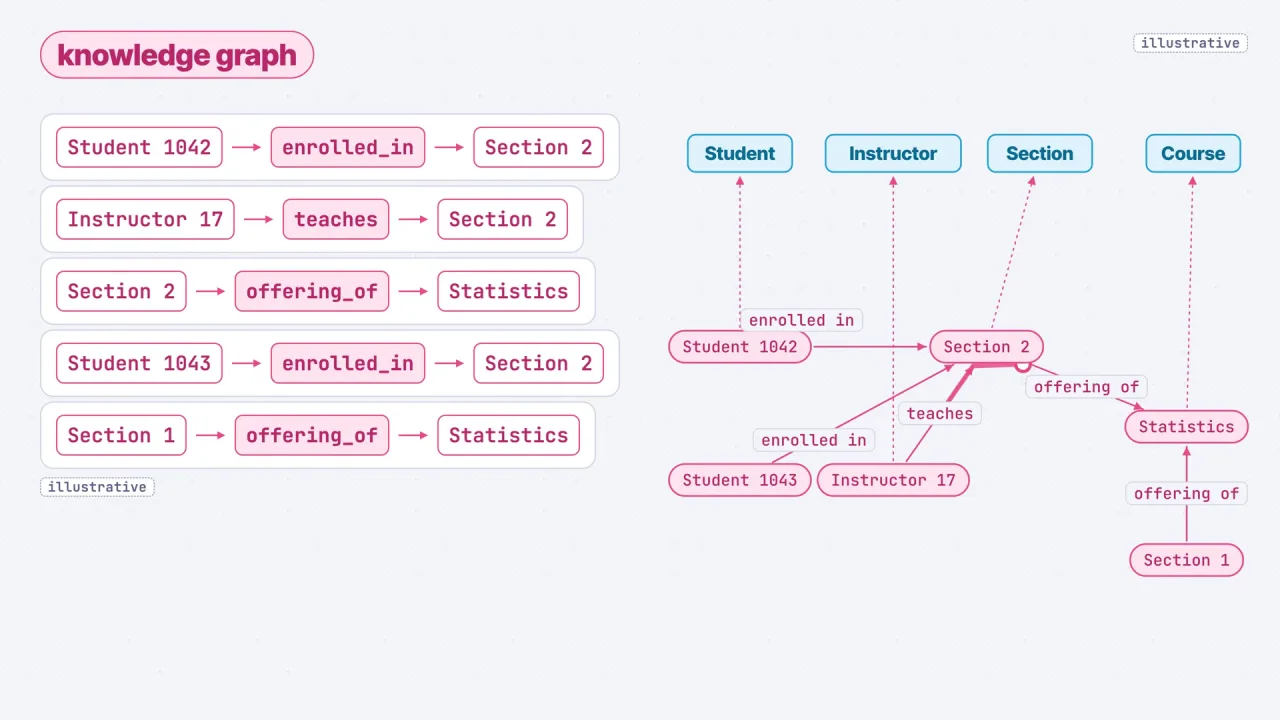 knowledge graph
illustrative
Student 1042 enrolled_in Section 2
Instructor 17 teaches Section 2
Section 2 offering_of Statistics
Student 1043 enrolled_in Section 2
Section 1 offering_of Statistics
illustrative
Student Instructor Section Course
enrolled in
Student 1042 Section 2
offering of
teaches
Statistics
enrolled in
Student 1043 Instructor 17
offering of
Section 1